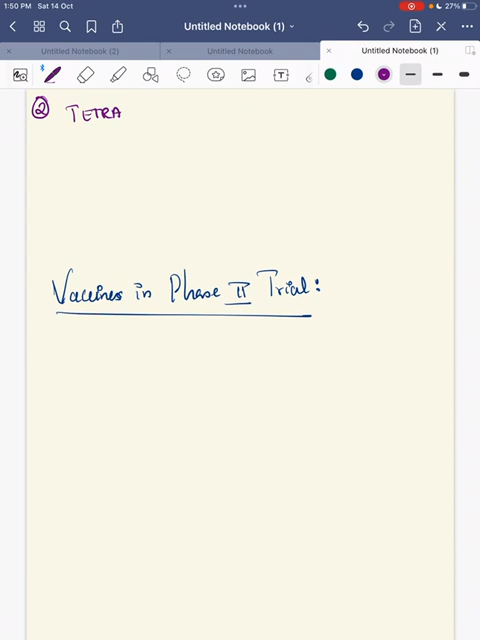 1:50 PM Sat 14 Oct
27%
Untitled Notebook (1)
Untitled Notebook (2)
Untitled Notebook
Untitled Notebook (1)
② TETRA
Vaccines in Phase II Trial: